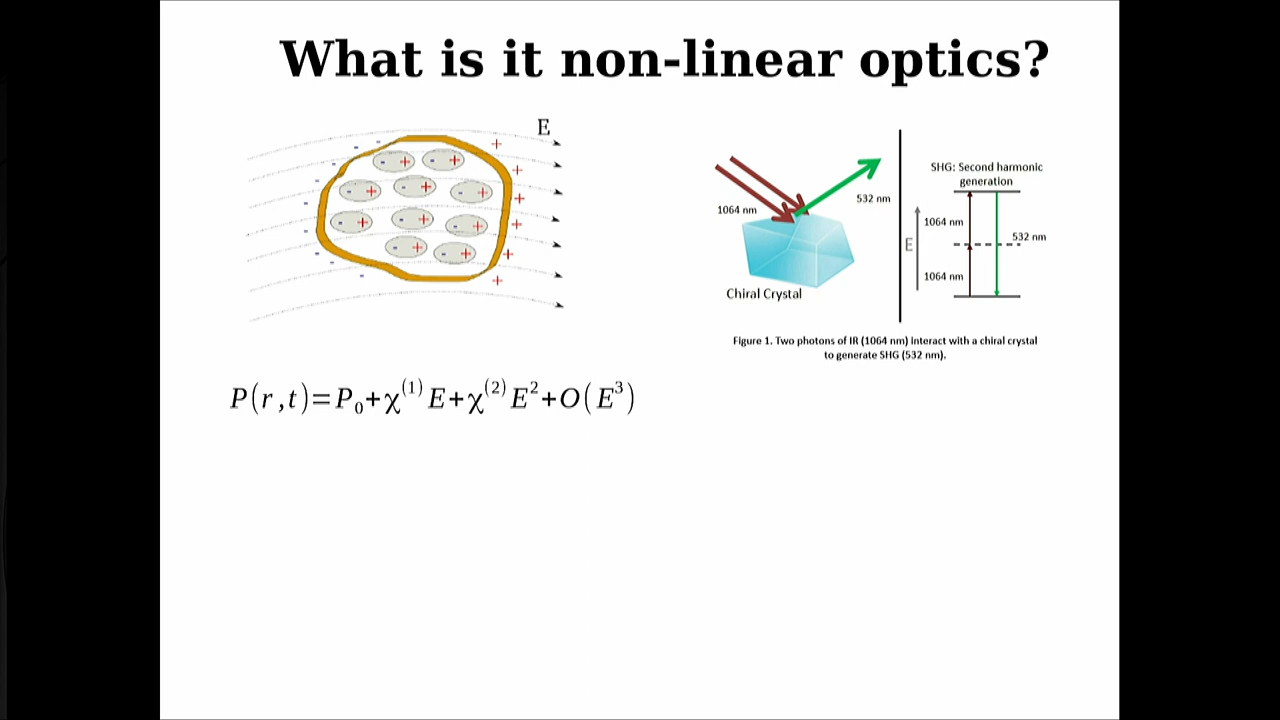 What is it non-linear optics?
E
1064 nm
532 nm
Chiral Crystal
SHG: Second harmonic
generation
1064 nm
532 nm
E
1064 nm
Figure 1. Two photons of IR (1064 nm) interact with a chiral crystal
to generate SHG (532 nm).
P(r,t)=P₀+χ⁽¹⁾E+χ⁽²⁾E²+O(E³)